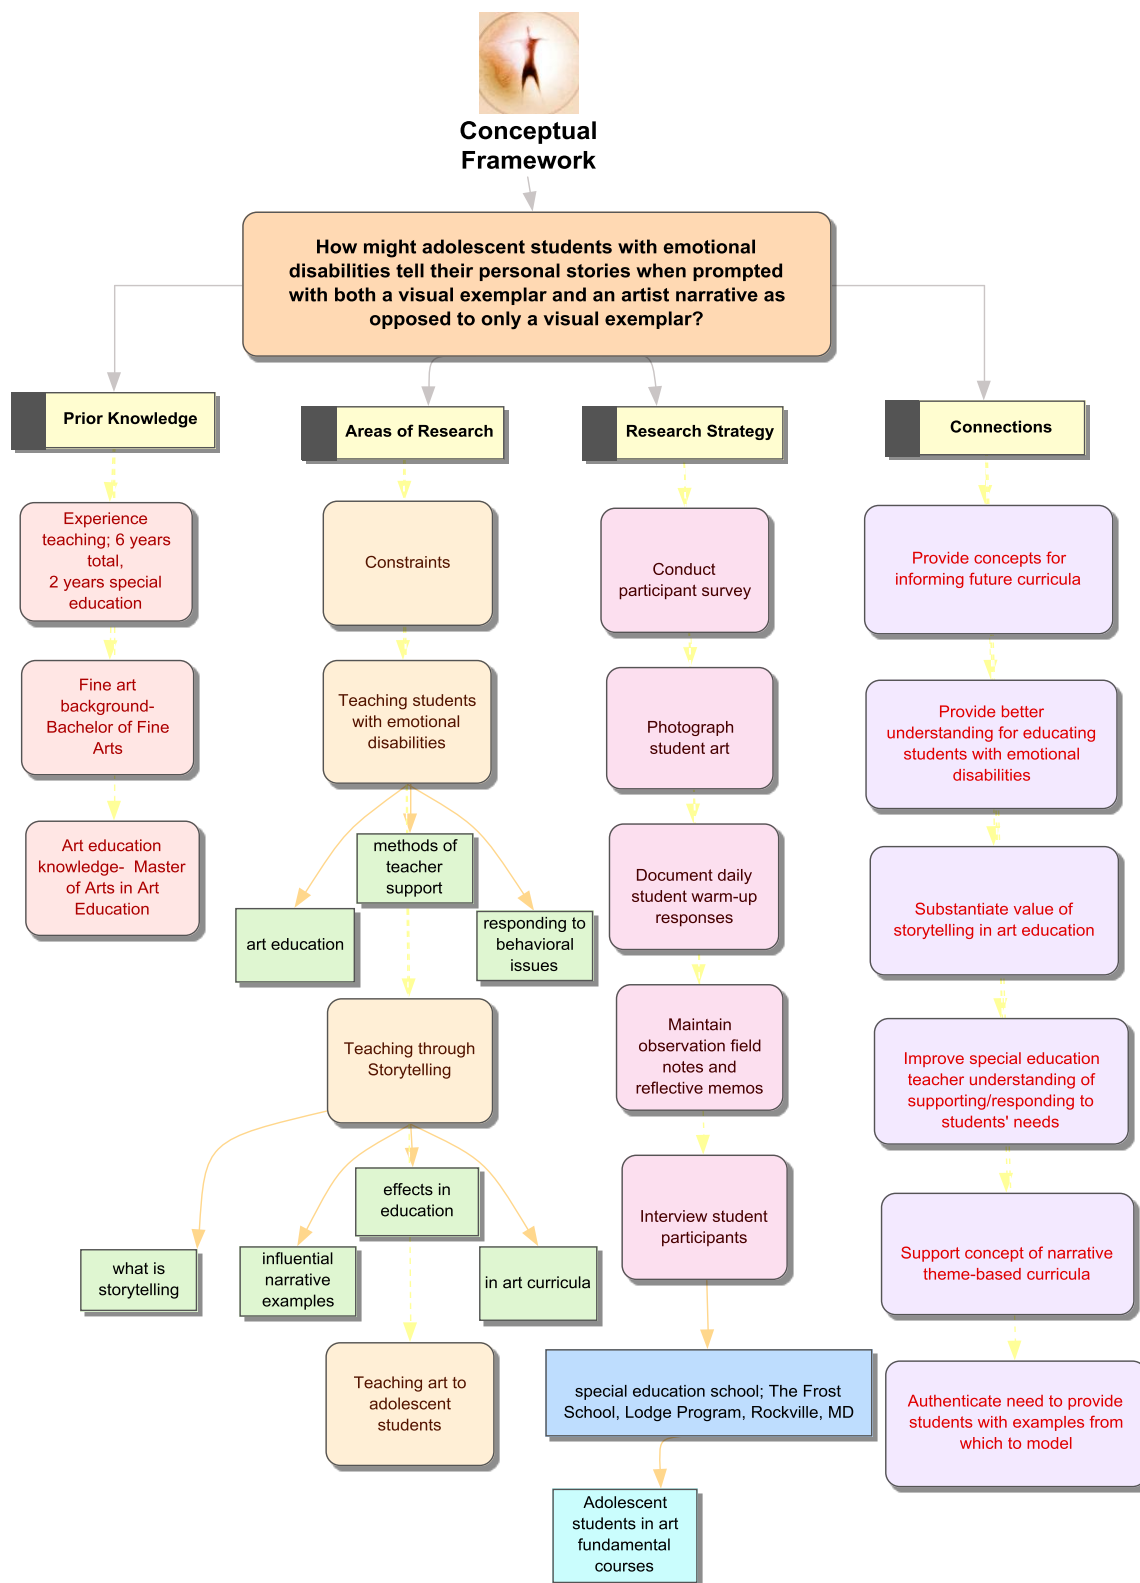 Conceptual
Framework
How might adolescent students with emotional
disabilities tell their personal stories when prompted
with both a visual exemplar and an artist narrative as
opposed to only a visual exemplar?
Prior Knowledge
Experience
teaching; 6 years
total,
2 years special
education
Fine art
background-
Bachelor of Fine
Arts
Art education
knowledge-  Master
of Arts in Art
Education
Areas of Research
Constraints
Teaching students
with emotional
disabilities
art education
methods of
teacher
support
responding to
behavioral
issues
Teaching through
Storytelling
what is
storytelling
influential
narrative
examples
effects in
education
in art curricula
Teaching art to
adolescent
students
Research Strategy
Conduct
participant survey
Photograph
student art
Document daily
student warm-up
responses
Maintain
observation field
notes and
reflective memos
Interview student
participants
special education school; The Frost
School, Lodge Program, Rockville, MD
Adolescent
students in art
fundamental
courses
Connections
Provide concepts for
informing future curricula
Provide better
understanding for educating
students with emotional
disabilities
Substantiate value of
storytelling in art education
Improve special education
teacher understanding of
supporting/responding to
students' needs
Support concept of narrative
theme-based curricula
Authenticate need to provide
students with examples from
which to model